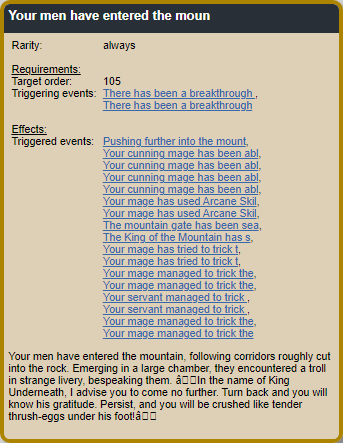 Your men have entered the moun
Rarity: always
Requirements:
Target order: 105
Triggering events: There has been a breakthrough ,
There has been a breakthrough
Effects:
Triggered events: Pushing further into the mount,
Your cunning mage has been abl,
Your cunning mage has been abl,
Your cunning mage has been abl,
Your cunning mage has been abl,
Your mage has used Arcane Skil,
Your mage has used Arcane Skil,
The mountain gate has been sea,
The King of the Mountain has s,
Your mage has tried to trick t,
Your mage has tried to trick t,
Your mage managed to trick the,
Your mage managed to trick the,
Your servant managed to trick ,
Your servant managed to trick ,
Your mage managed to trick the,
Your mage managed to trick the
Your men have entered the mountain, following corridors roughly cut
into the rock. Emerging in a large chamber, they encountered a troll
in strange livery, bespeaking them. â▯▯In the name of King
Underneath, I advise you to come no further. Turn back and you will
know his gratitude. Persist, and you will be crushed like tender
thrush-eggs under his foot!â▯▯